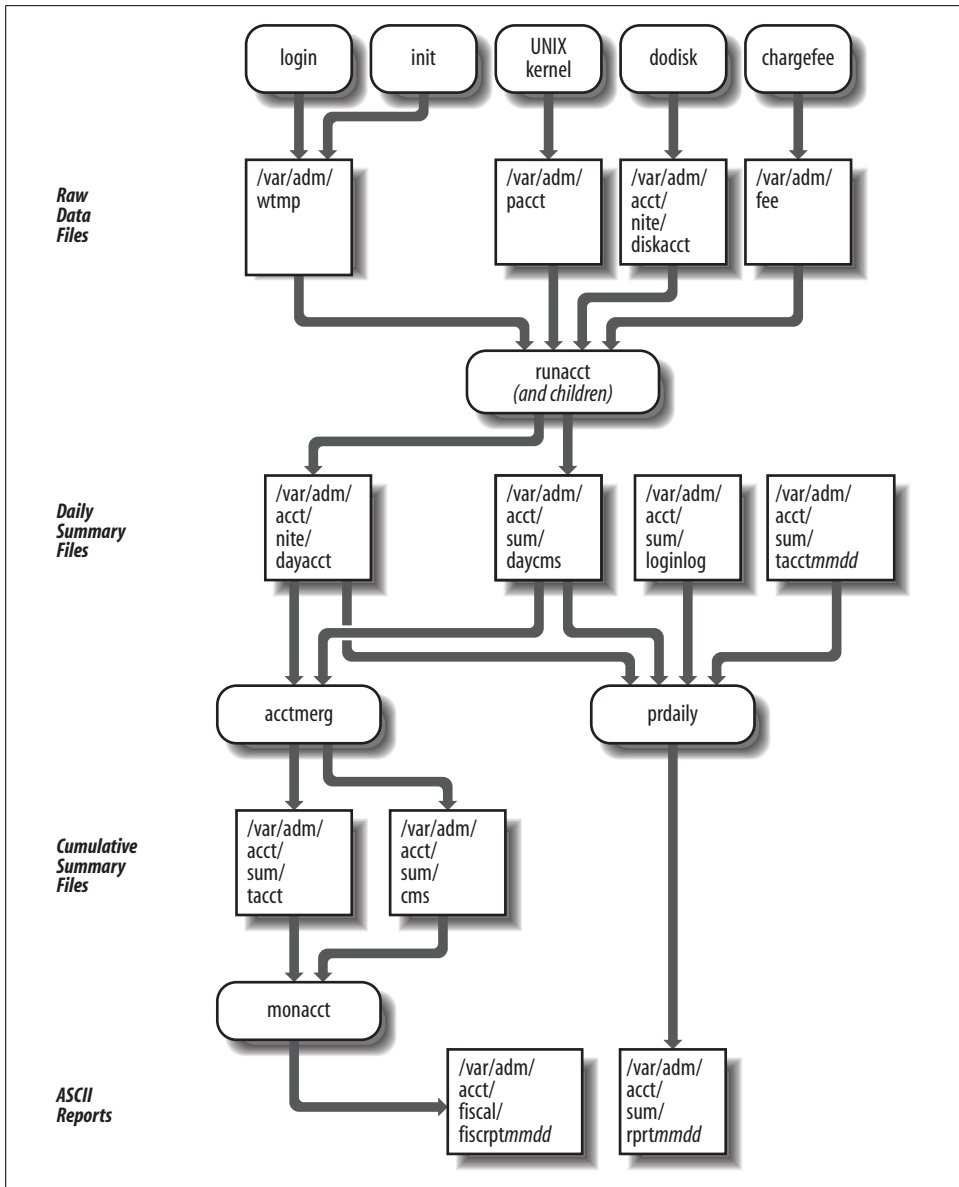 login
init
UNIX
kernel
dodisk
chargefee
Raw
Data
Files
/var/adm/
wtmp
/var/adm/
pacct
/var/adm/
acct/
nite/
diskacct
/var/adm/
fee
runacct
(and children)
Daily
Summary
Files
/var/adm/
acct/
nite/
dayacct
/var/adm/
acct/
sum/
daycms
/var/adm/
acct/
sum/
loginlog
/var/adm/
acct/
sum/
tacctmmdd
acctmerg
prdaily
Cumulative
Summary
Files
/var/adm/
acct/
sum/
tacct
/var/adm/
acct/
sum/
cms
monacct
ASCII
Reports
/var/adm/
acct/
fiscal/
fiscrptmmdd
/var/adm/
acct/
sum/
rprtmmdd